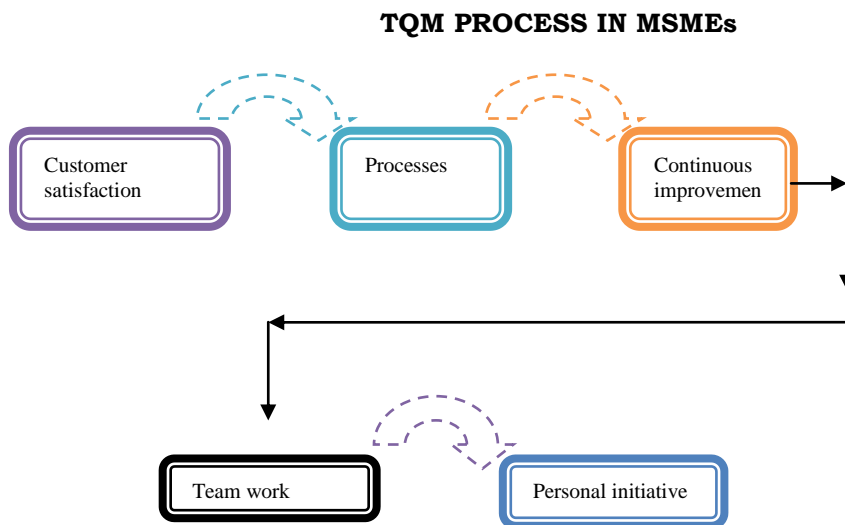 TQM PROCESS IN MSMEs
Customer
satisfaction
Processes
Continuous
improvemen
Team work
Personal initiative